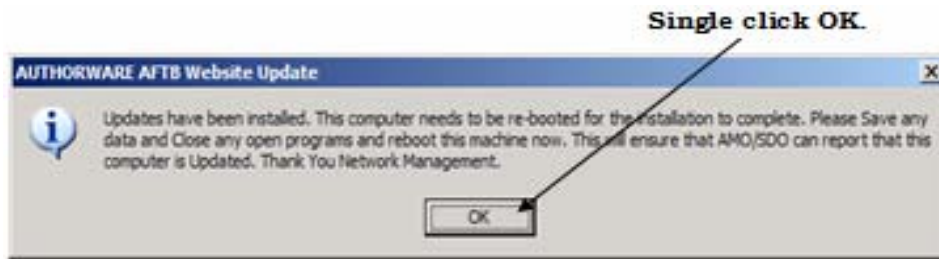 Single click OK.
AUTHORWARE AFTB Website Update
Updates have been installed. This computer needs to be re-booted for the installation to complete. Please Save any
data and Close any open programs and reboot this machine now. This will ensure that AMO/SDO can report that this
computer is Updated. Thank You Network Management.
OK